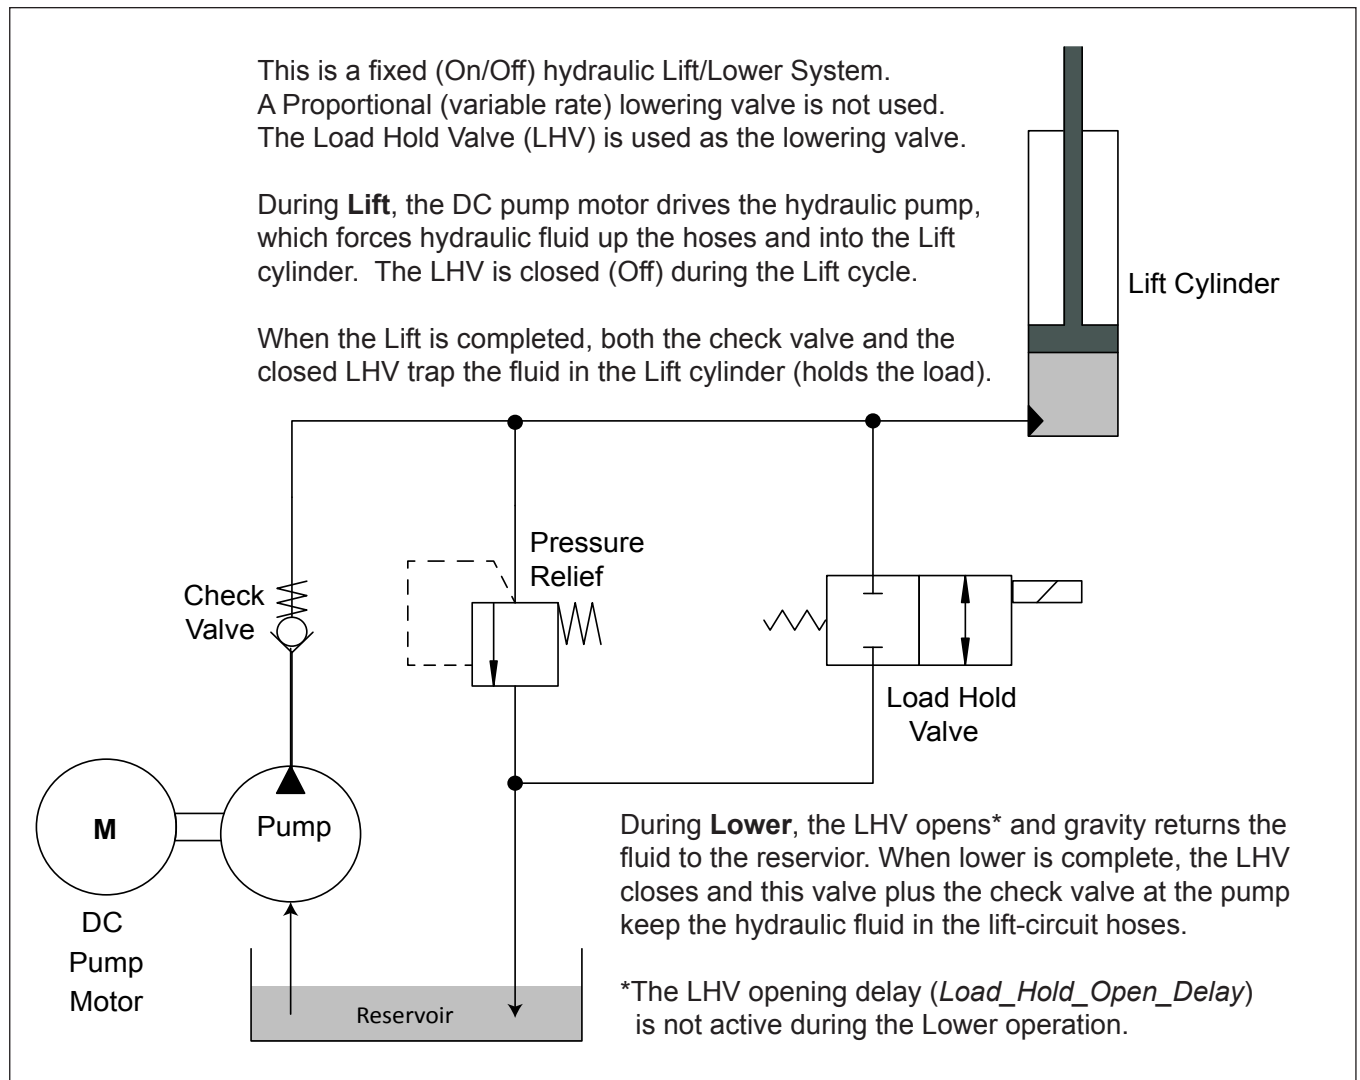 This is a fixed (On/Off) hydraulic Lift/Lower System.
A Proportional (variable rate) lowering valve is not used.
The Load Hold Valve (LHV) is used as the lowering valve.
During Lift, the DC pump motor drives the hydraulic pump,
which forces hydraulic fluid up the hoses and into the Lift
cylinder.  The LHV is closed (Off) during the Lift cycle.
When the Lift is completed, both the check valve and the
closed LHV trap the fluid in the Lift cylinder (holds the load).
Lift Cylinder
Pressure
Relief
Check
Valve
Load Hold
Valve
M
Pump
DC
Pump
Motor
Reservoir
During Lower, the LHV opens* and gravity returns the
fluid to the reservior. When lower is complete, the LHV
closes and this valve plus the check valve at the pump
keep the hydraulic fluid in the lift-circuit hoses.
*The LHV opening delay (Load_Hold_Open_Delay)
is not active during the Lower operation.